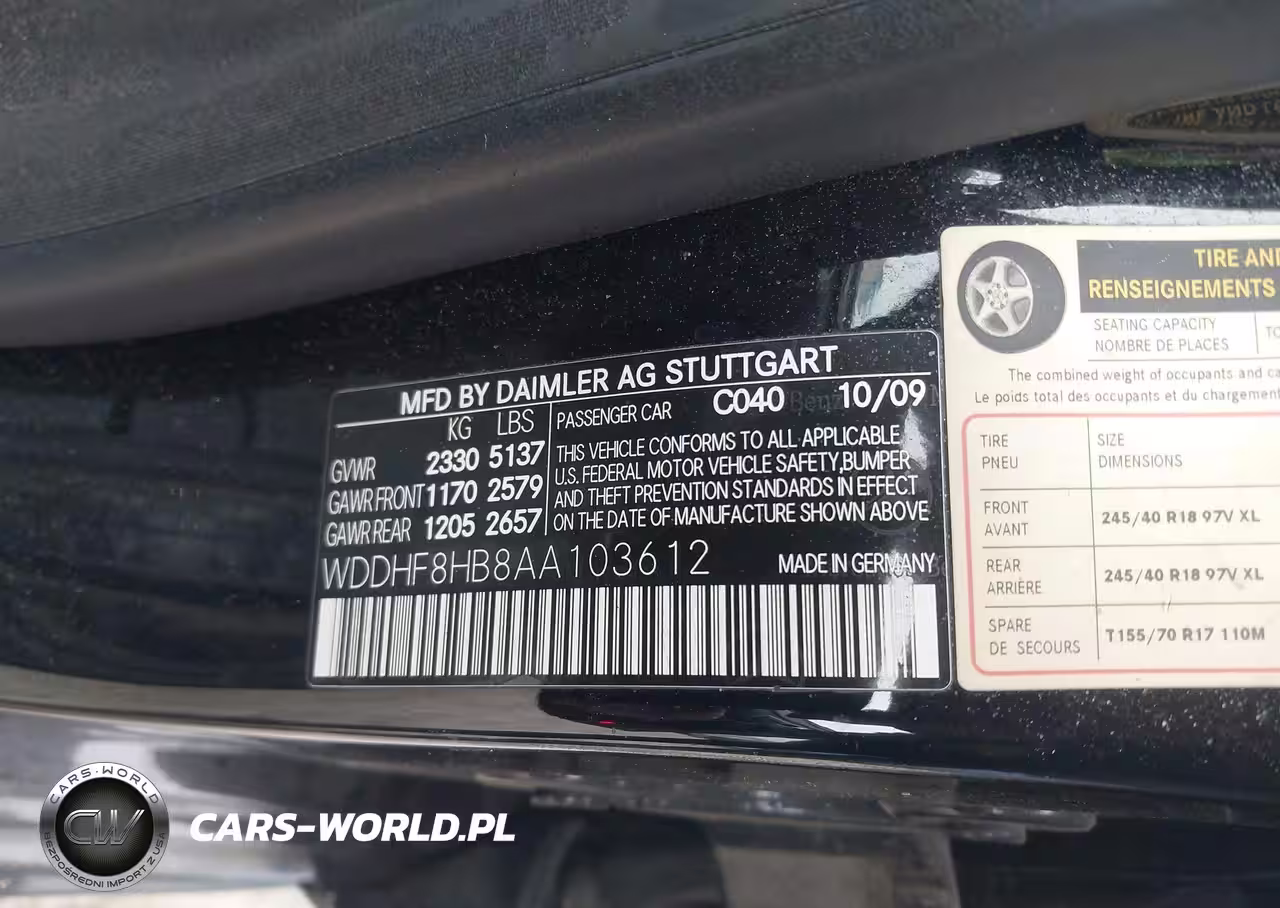 MFD BY DAIMLER AG STUTTGART
KG LBS
GVWR 2330 5137
GAWR FRONT 1170 2579
GAWR REAR 1205 2657
PASSENGER CAR C040 10/09
THIS VEHICLE CONFORMS TO ALL APPLICABLE
U.S. FEDERAL MOTOR VEHICLE SAFETY,BUMPER
AND THEFT PREVENTION STANDARDS IN EFFECT
ON THE DATE OF MANUFACTURE SHOWN ABOVE.
WDDHF8HB8AA103612 MADE IN GERMANY
TIRE
RENSEIGNEMENTS
SEATING CAPACITY
NOMBRE DE PLACES
The combined weight of occupants and
Le poids total des occupants et du chargement
TIRE SIZE
PNEU DIMENSIONS
FRONT
AVANT 245/40 R18 97V XL
REAR
ARRIÈRE 245/40 R18 97V XL
SPARE
DE SECOURS T155/70 R17 110M
CARS-WORLD
CW
BEZPOŚREDNI IMPORT Z USA
CARS-WORLD.PL